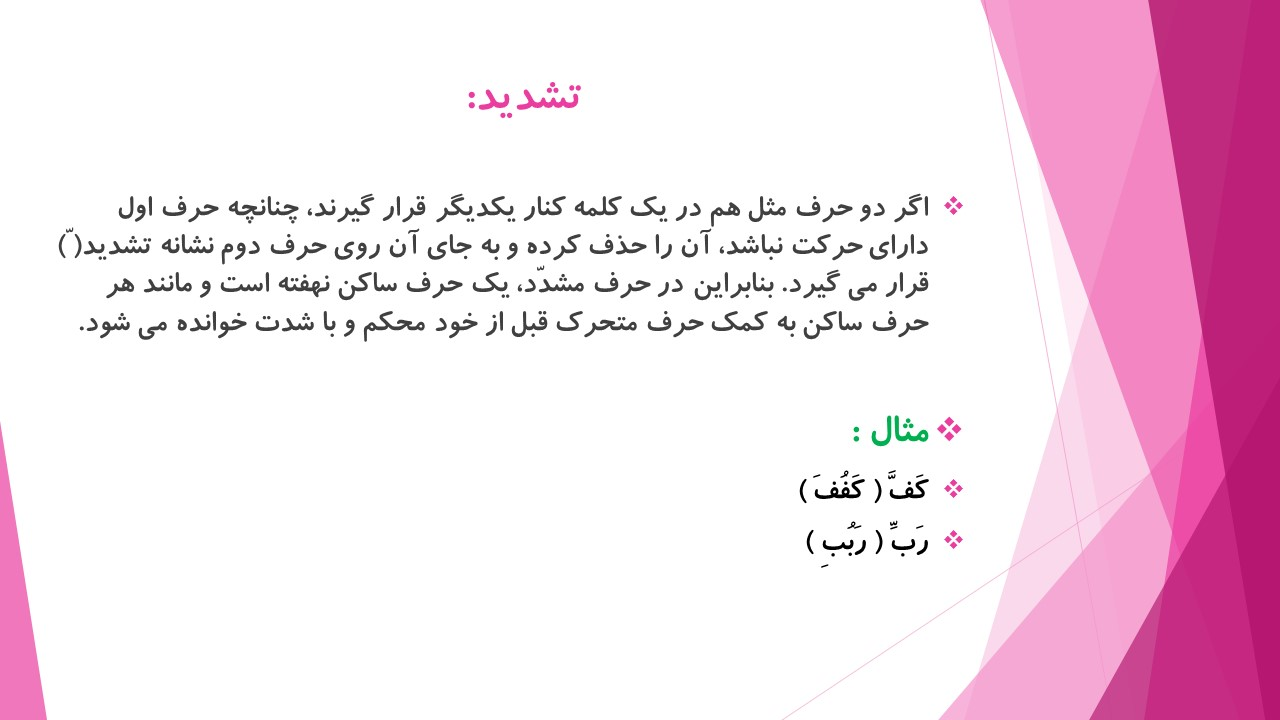 تشدید:
اگر دو حرف مثل هم در یک کلمه کنار یکدیگر قرار گیرند، چنانچه حرف اول
دارای حرکت نباشد، آن را حذف کرده و به جای آن روی حرف دوم نشانه تشدید( ّ)
قرار می گیرد. بنابراین در حرف مشدّد، یک حرف ساکن نهفته است و مانند هر
حرف ساکن به کمک حرف متحرک قبل از خود محکم و با شدت خوانده می شود.
مثال :
کَفَّ ( کَفُفَ )
رَبِّ ( رَبُبِ )